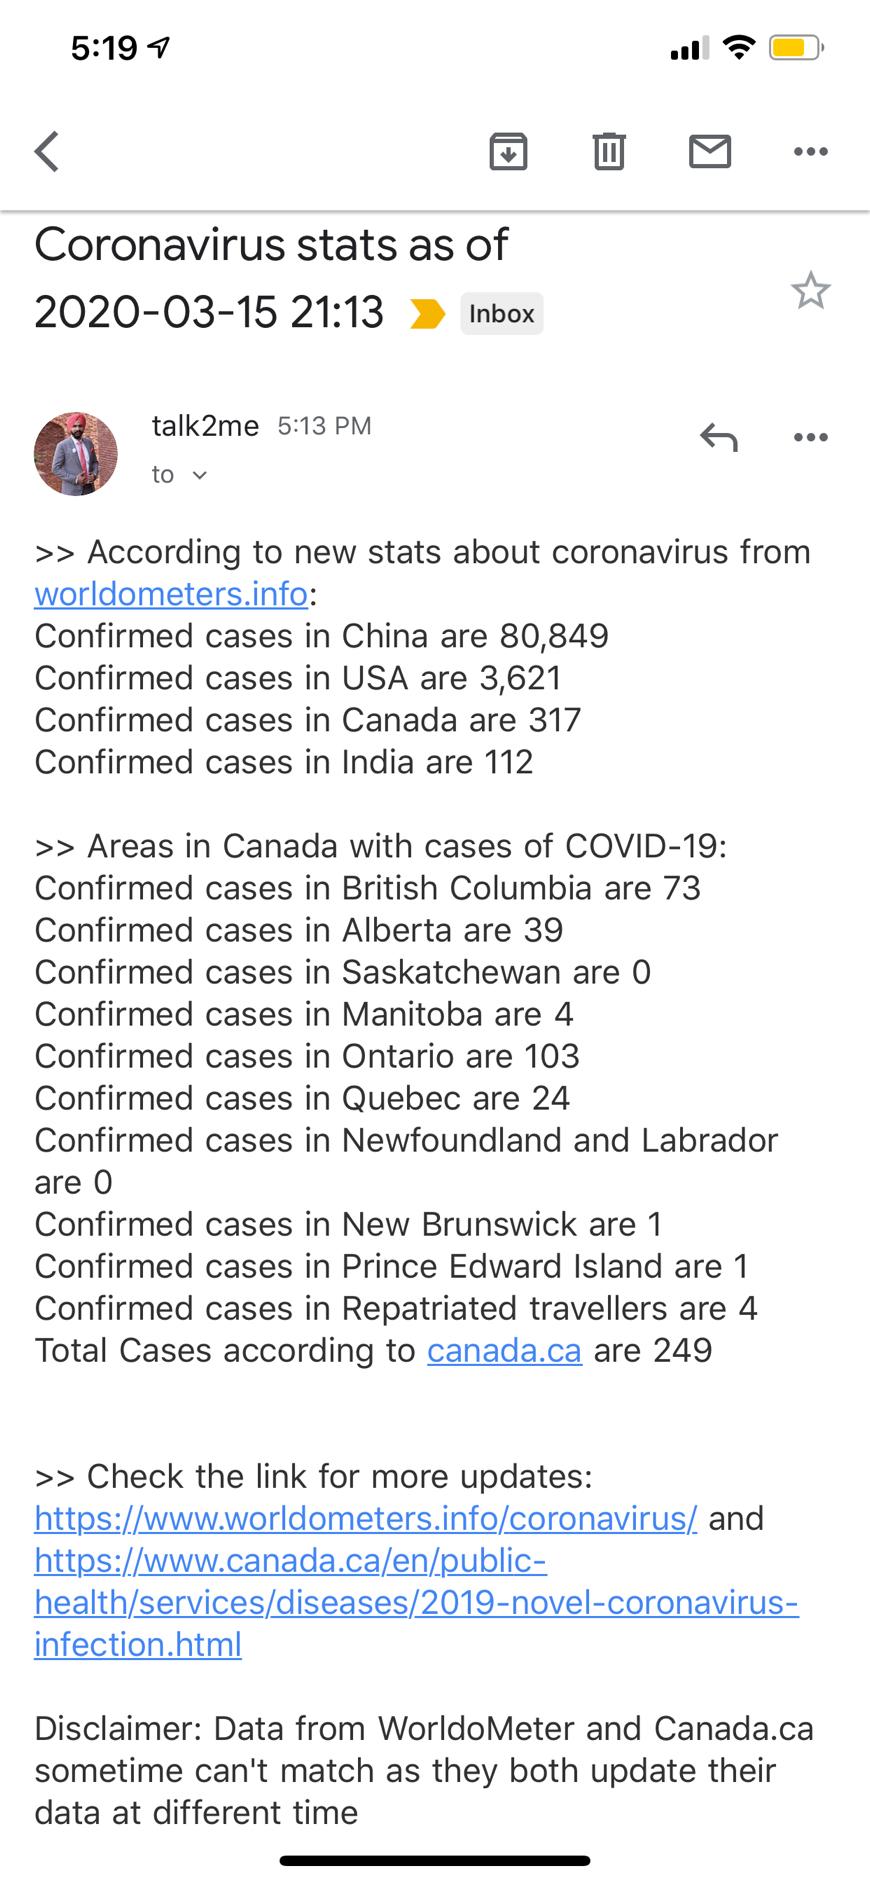 5:19
Coronavirus stats as of
2020-03-15 21:13 Inbox
talk2me 5:13 PM
to
>> According to new stats about coronavirus from
worldometers.info:
Confirmed cases in China are 80,849
Confirmed cases in USA are 3,621
Confirmed cases in Canada are 317
Confirmed cases in India are 112
>> Areas in Canada with cases of COVID-19:
Confirmed cases in British Columbia are 73
Confirmed cases in Alberta are 39
Confirmed cases in Saskatchewan are 0
Confirmed cases in Manitoba are 4
Confirmed cases in Ontario are 103
Confirmed cases in Quebec are 24
Confirmed cases in Newfoundland and Labrador
are 0
Confirmed cases in New Brunswick are 1
Confirmed cases in Prince Edward Island are 1
Confirmed cases in Repatriated travellers are 4
Total Cases according to canada.ca are 249
>> Check the link for more updates:
https://www.worldometers.info/coronavirus/ and
https://www.canada.ca/en/public-
health/services/diseases/2019-novel-coronavirus-
infection.html
Disclaimer: Data from WorldoMeter and Canada.ca
sometime can't match as they both update their
data at different time